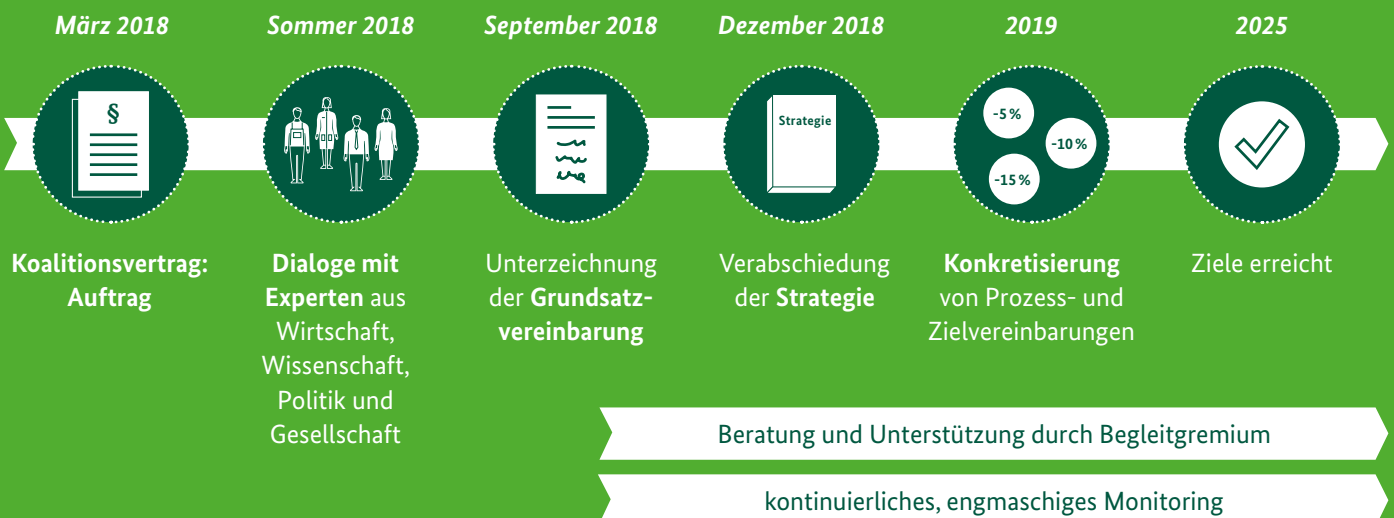 März 2018
Sommer 2018
September 2018
Dezember 2018
2019
2025
§
Strategie
-5 %
-10 %
-15 %
Koalitionsvertrag:
Auftrag
Dialoge mit
Experten aus
Wirtschaft,
Wissenschaft,
Politik und
Gesellschaft
Unterzeichnung
der Grundsatz-
vereinbarung
Verabschiedung
der Strategie
Konkretisierung
von Prozess- und
Zielvereinbarungen
Ziele erreicht
Beratung und Unterstützung durch Begleitgremium
kontinuierliches, engmaschiges Monitoring